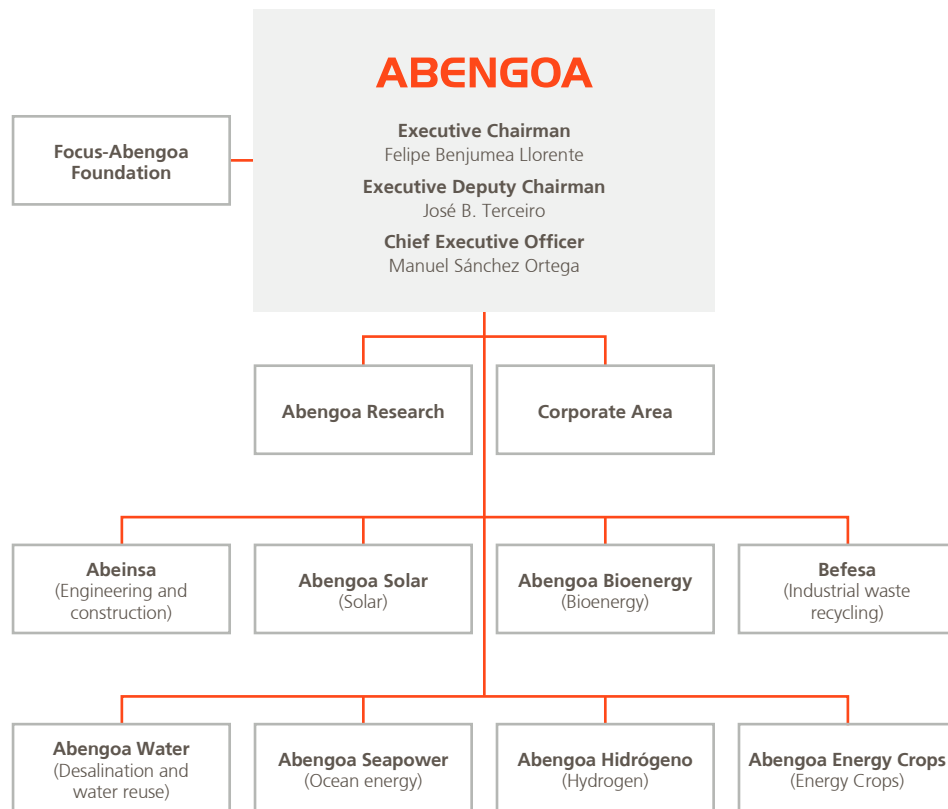 ABENGOA
Executive Chairman
Felipe Benjumea Llorente
Executive Deputy Chairman
José B. Terceiro
Chief Executive Officer
Manuel Sánchez Ortega
Focus-Abengoa
Foundation
Abengoa Research
Corporate Area
Abeinsa
(Engineering and
construction)
Abengoa Solar
(Solar)
Abengoa Bioenergy
(Bioenergy)
Befesa
(Industrial waste
recycling)
Abengoa Water
(Desalination and
water reuse)
Abengoa Seapower
(Ocean energy)
Abengoa Hidrógeno
(Hydrogen)
Abengoa Energy Crops
(Energy Crops)